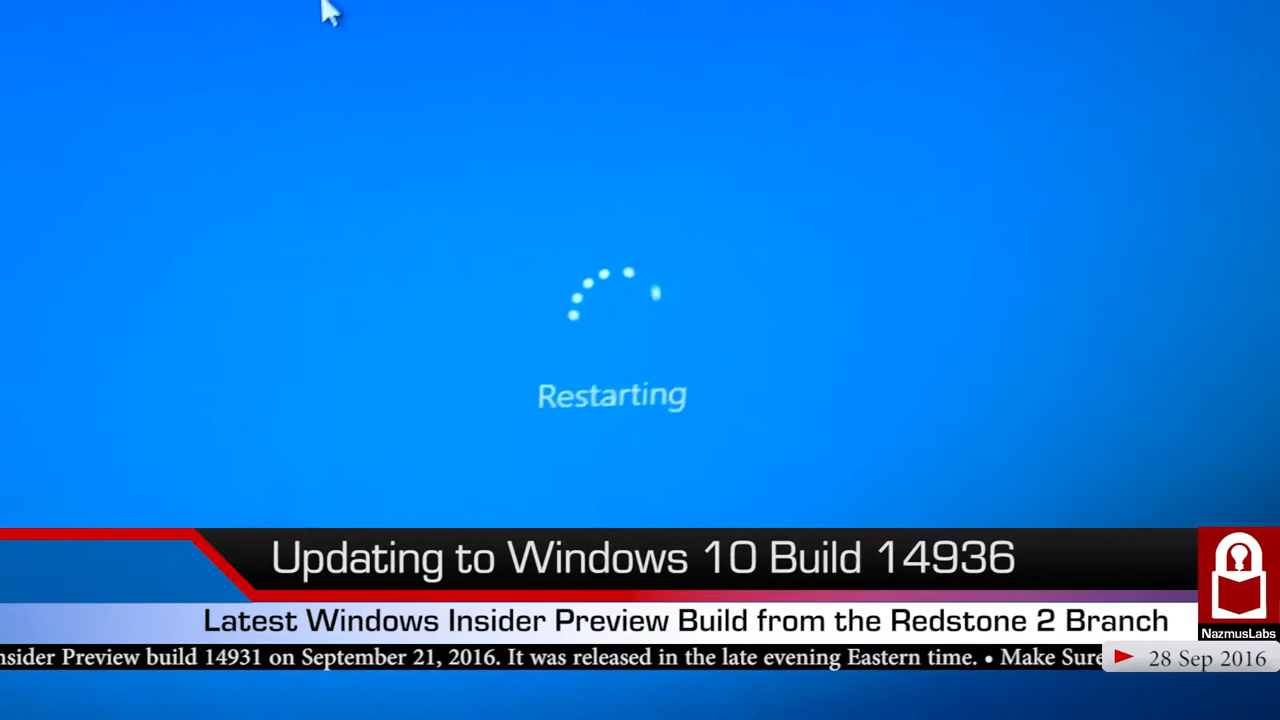 Restarting
Updating to Windows 10 Build 14936
Latest Windows Insider Preview Build from the Redstone 2 Branch
NazmusLabs
nsider Preview build 14931 on September 21, 2016. It was released in the late evening Eastern time. • Make Sure
28 Sep 2016